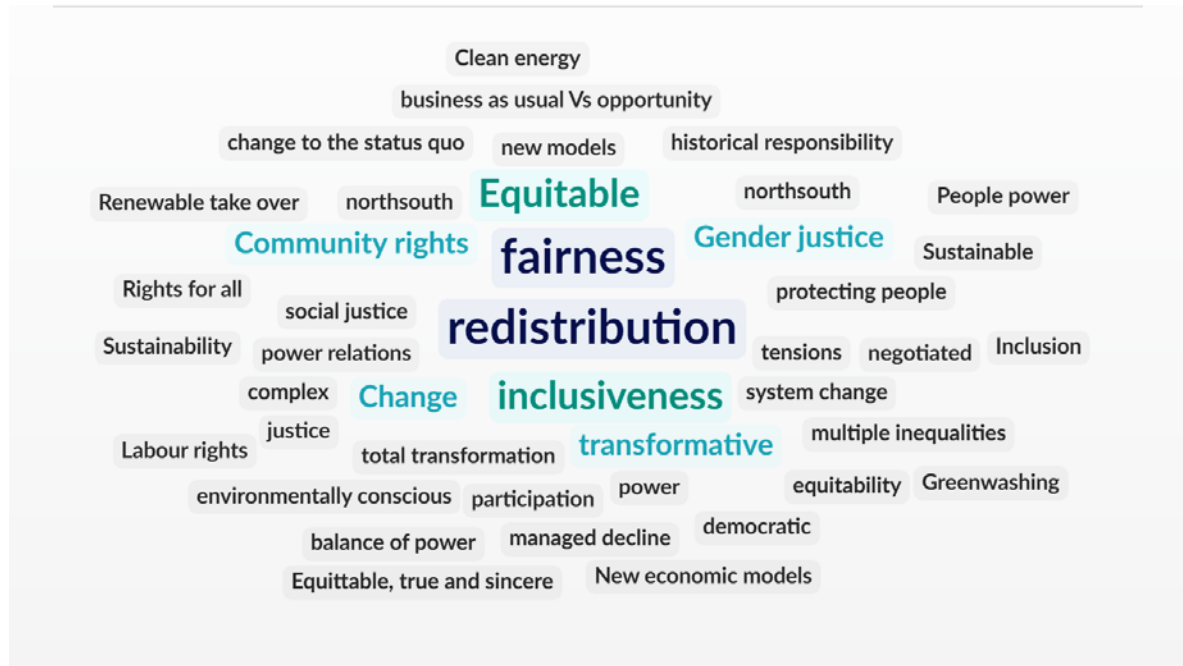 Clean energy
business as usual Vs opportunity
change to the status quo
new models
historical responsibility
Renewable take over
northsouth
Equitable
northsouth
People power
Community rights
fairness
Gender justice
Sustainable
Rights for all
social justice
protecting people
Sustainability
power relations
redistribution
tensions
negotiated
Inclusion
complex
Change
inclusiveness
system change
justice
Labour rights
total transformation
transformative
multiple inequalities
environmentally conscious
participation
power
equitability
Greenwashing
balance of power
managed decline
democratic
Equittable, true and sincere
New economic models